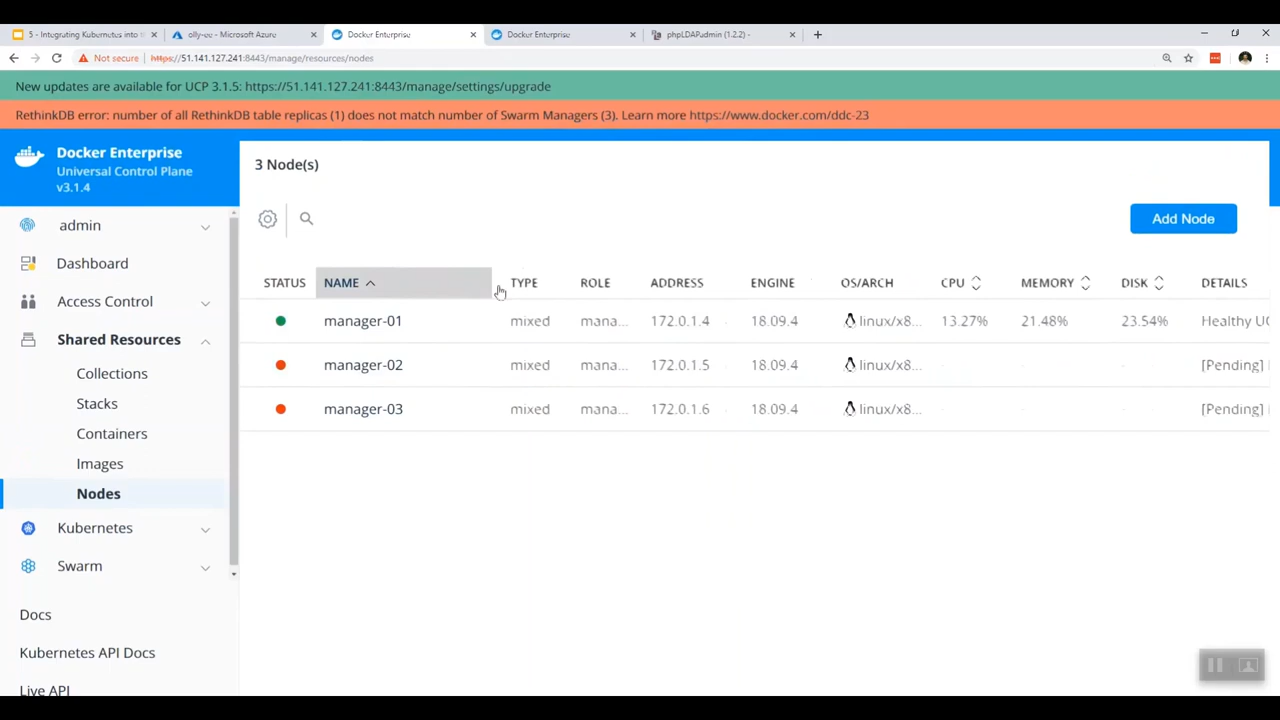 5 - Integrating Kubernetes into t
olly-ee - Microsoft Azure
Docker Enterprise
Docker Enterprise
phpLDAPadmin (1.2.2) -
Not secure | https://51.141.127.241:8443/manage/resources/nodes
New updates are available for UCP 3.1.5: https://51.141.127.241:8443/manage/settings/upgrade
RethinkDB error: number of all RethinkDB table replicas (1) does not match number of Swarm Managers (3). Learn more https://www.docker.com/ddc-23
Docker Enterprise
Universal Control Plane
v3.1.4
admin
Dashboard
Access Control
Shared Resources
Collections
Stacks
Containers
Images
Nodes
Kubernetes
Swarm
Docs
Kubernetes API Docs
Live API
3 Node(s)
Add Node
STATUS NAME TYPE ROLE ADDRESS ENGINE OS/ARCH CPU MEMORY DISK DETAILS
manager-01 mixed mana... 172.0.1.4 18.09.4 linux/x8... 13.27% 21.48% 23.54% Healthy UC
manager-02 mixed mana... 172.0.1.5 18.09.4 linux/x8... - - - [Pending]
manager-03 mixed mana... 172.0.1.6 18.09.4 linux/x8... - - - [Pending]